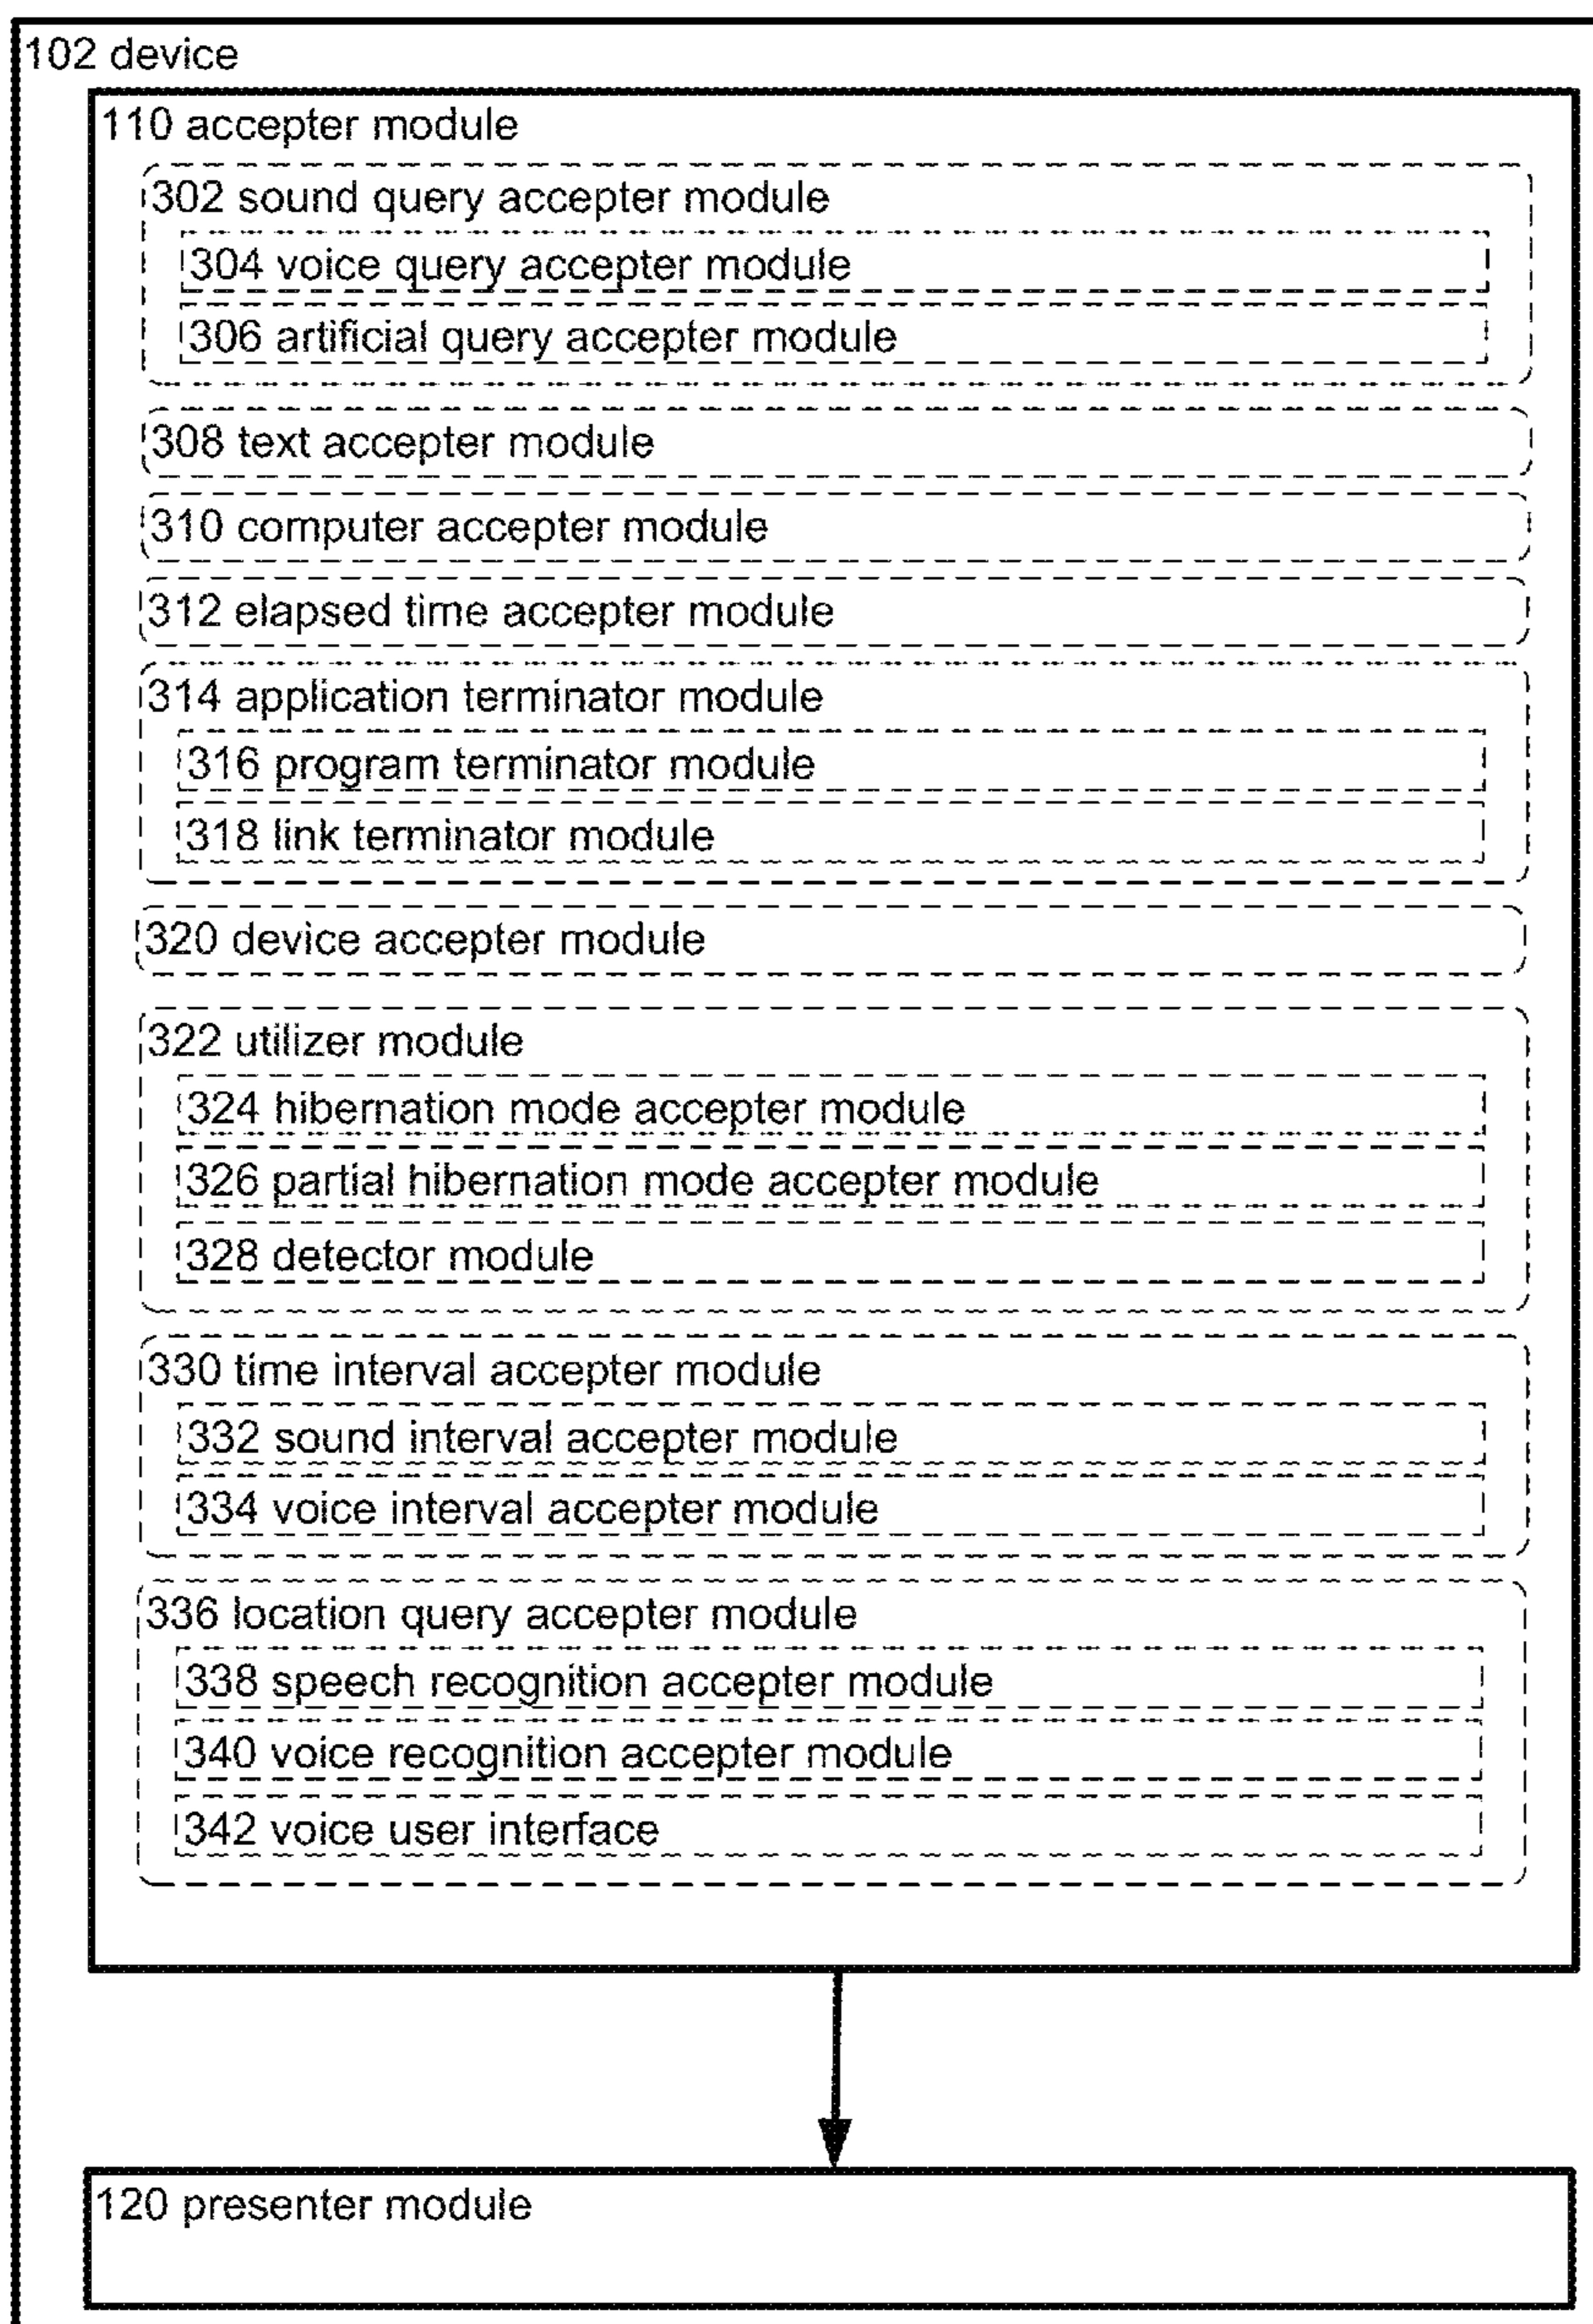 102 device
110 accepter module
302 sound query accepter module
304 voice query accepter module
306 artificial query accepter module
308 text accepter module
310 computer accepter module
312 elapsed time accepter module
314 application terminator module
316 program terminator module
318 link terminator module
320 device accepter module
322 utilizer module
324 hibernation mode accepter module
326 partial hibernation mode accepter module
328 detector module
330 time interval accepter module
332 sound interval accepter module
334 voice interval accepter module
336 location query accepter module
338 speech recognition accepter module
340 voice recognition accepter module
342 voice user interface
120 presenter module